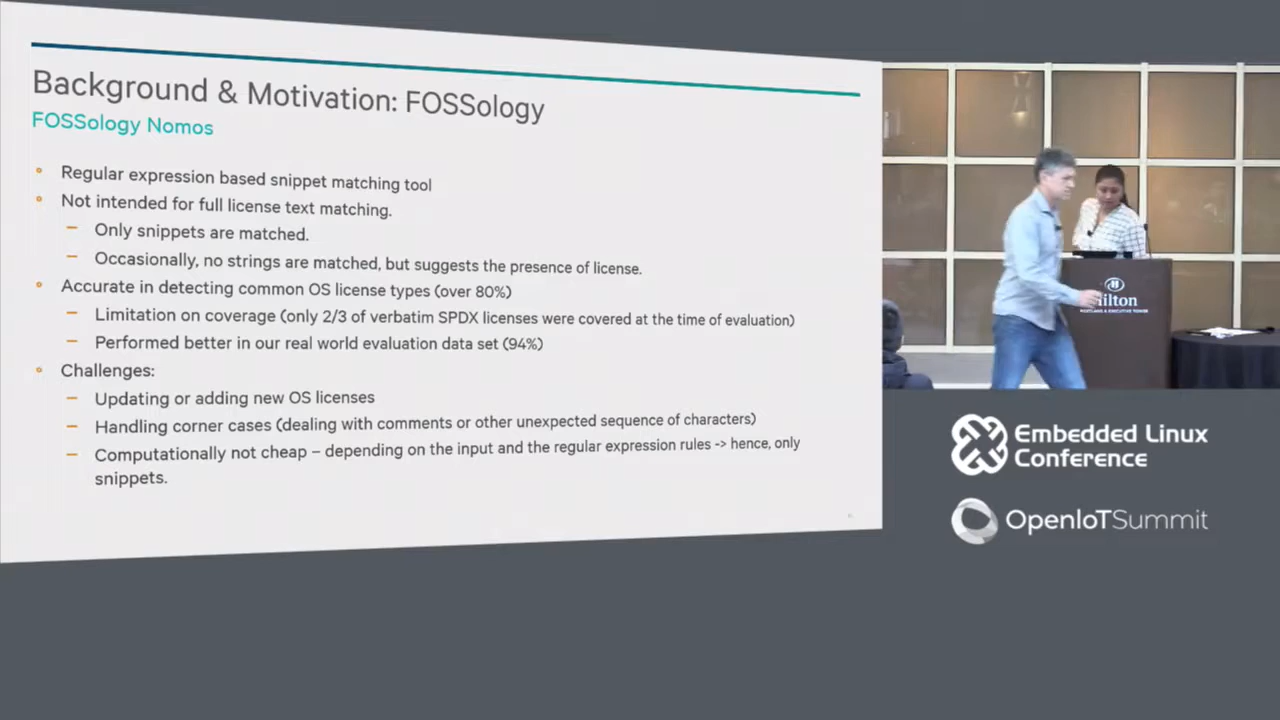 Background & Motivation: FOSSology
FOSSology Nomos
Regular expression based snippet matching tool
Not intended for full license text matching.
Only snippets are matched.
Occasionally, no strings are matched, but suggests the presence of license.
Accurate in detecting common OS license types (over 80%)
Limitation on coverage (only 2/3 of verbatim SPDX licenses were covered at the time of evaluation)
Performed better in our real world evaluation data set (94%)
Challenges:
Updating or adding new OS licenses
Handling corner cases (dealing with comments or other unexpected sequence of characters)
Computationally not cheap – depending on the input and the regular expression rules -> hence, only
snippets.
Hilton
Embedded Linux
Conference
OpenIoTSummit